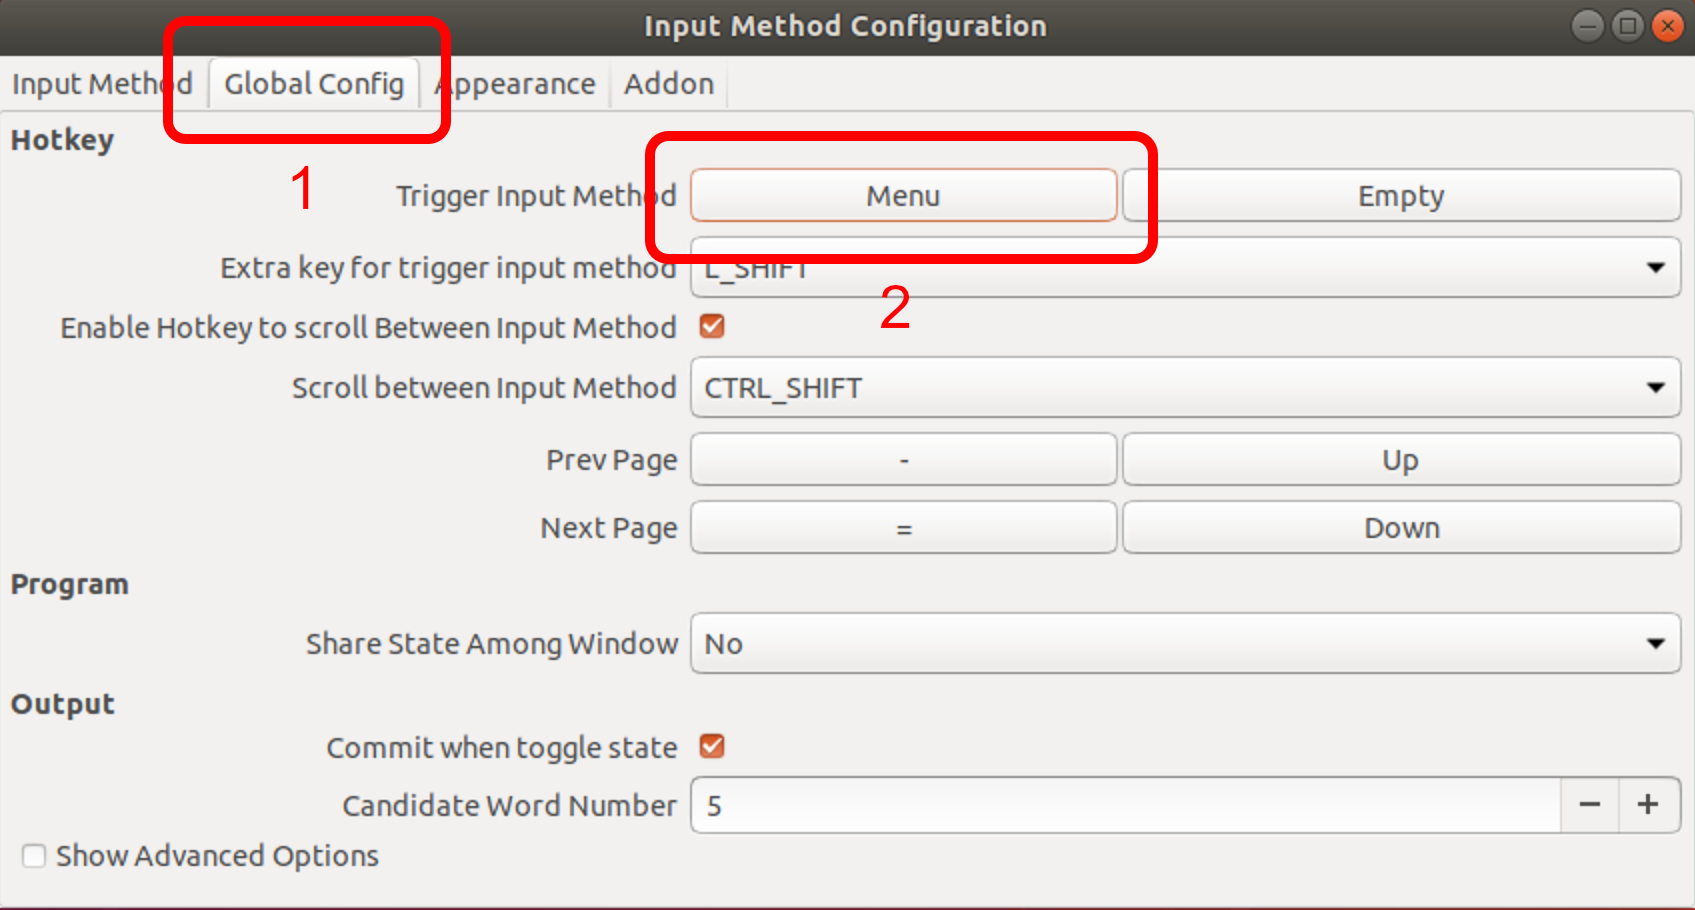 Input Method Configuration
Input Method Global Config Appearance Addon
Hotkey
1
Trigger Input Method Menu Empty
Extra key for trigger input method L_SHIFT
2
Enable Hotkey to scroll Between Input Method
Scroll between Input Method CTRL_SHIFT
Prev Page - Up
Next Page = Down
Program
Share State Among Window No
Output
Commit when toggle state
Candidate Word Number 5 − +
Show Advanced Options